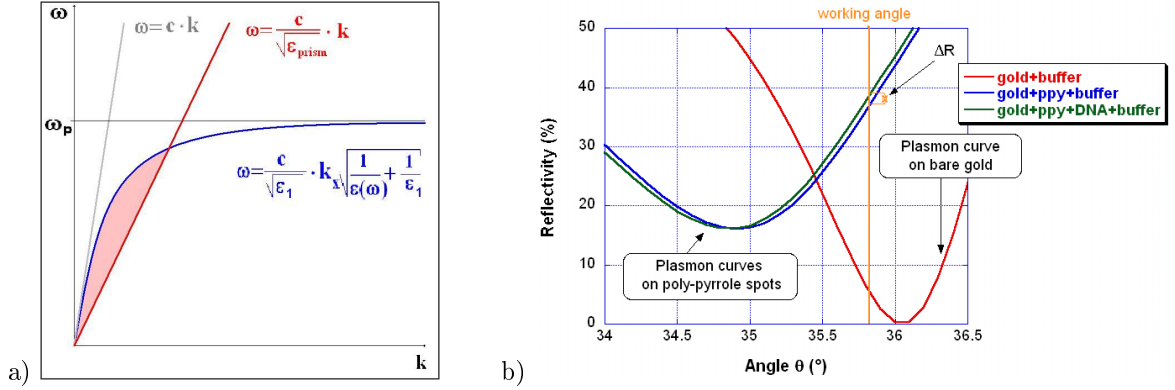 ω
ω=c·k
ω=c/√ε_prism · k
ω_p
ω=c/√ε_1 · k_x √(1/ε(ω) + 1/ε_1)
k
a)
working angle
50
40
30
20
10
0
Reflectivity (%)
ΔR
gold+buffer
gold+ppy+buffer
gold+ppy+DNA+buffer
Plasmon curve
on bare gold
Plasmon curves
on poly-pyrrole spots
34
34.5
35
35.5
36
36.5
Angle θ (°)
b)